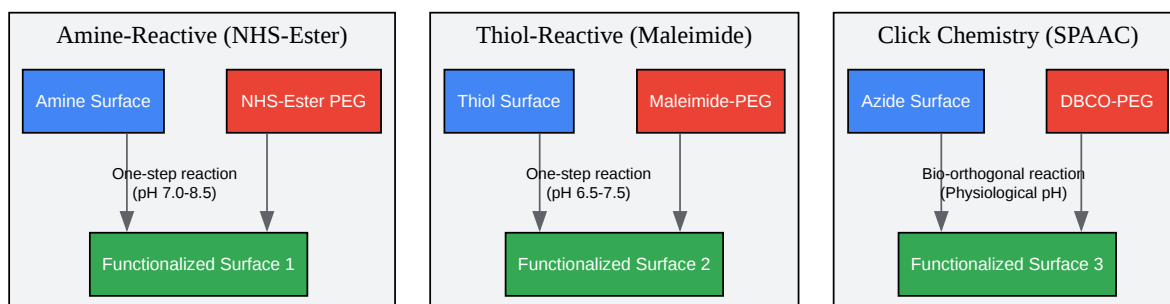 Amine-Reactive (NHS-Ester)
Amine Surface
NHS-Ester PEG
One-step reaction
(pH 7.0-8.5)
Functionalized Surface 1
Thiol-Reactive (Maleimide)
Thiol Surface
Maleimide-PEG
One-step reaction
(pH 6.5-7.5)
Functionalized Surface 2
Click Chemistry (SPAAC)
Azide Surface
DBCO-PEG
Bio-orthogonal reaction
(Physiological pH)
Functionalized Surface 3